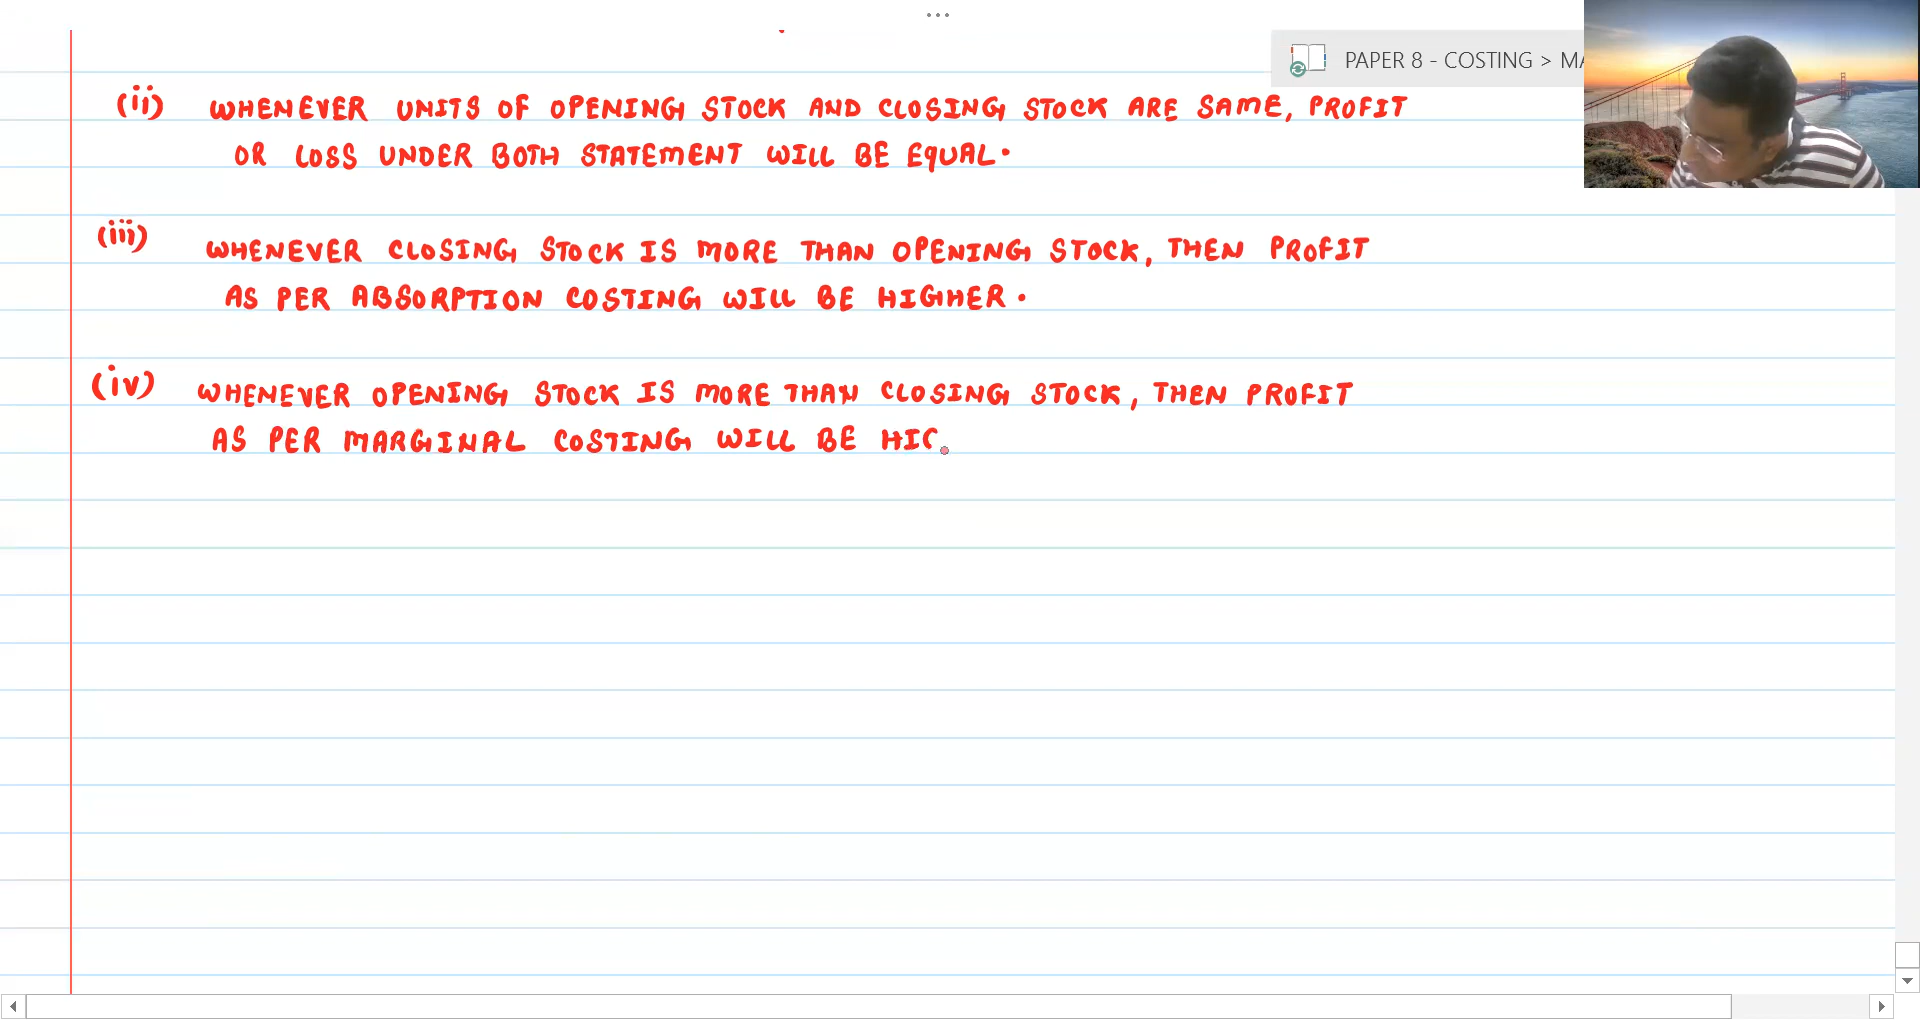 PAPER 8 - COSTING > MA
(ii) WHENEVER UNITS OF OPENING STOCK AND CLOSING STOCK ARE SAME, PROFIT
OR LOSS UNDER BOTH STATEMENT WILL BE EQUAL.
(iii) WHENEVER CLOSING STOCK IS MORE THAN OPENING STOCK, THEN PROFIT
AS PER ABSORPTION COSTING WILL BE HIGHER.
(iv) WHENEVER OPENING STOCK IS MORE THAN CLOSING STOCK, THEN PROFIT
AS PER MARGINAL COSTING WILL BE HIG